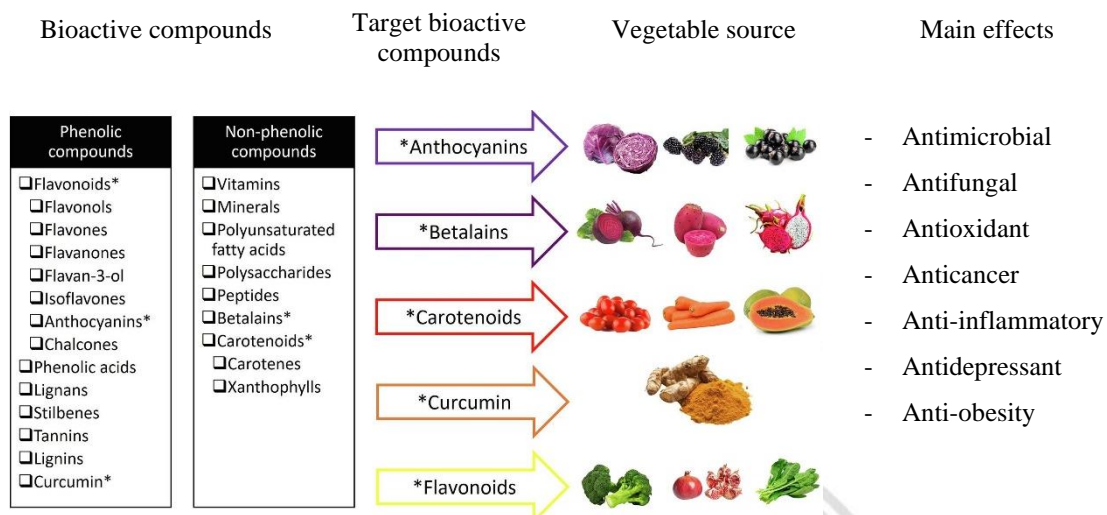 Bioactive compounds
Target bioactive
compounds
Vegetable source
Main effects
Phenolic
compounds
❑Flavonoids*
❑Flavonols
❑Flavones
❑Flavanones
❑Flavan-3-ol
❑Isoflavones
❑Anthocyanins*
❑Chalcones
❑Phenolic acids
❑Lignans
❑Stilbenes
❑Tannins
❑Lignins
❑Curcumin*
Non-phenolic
compounds
❑Vitamins
❑Minerals
❑Polyunsaturated
fatty acids
❑Polysaccharides
❑Peptides
❑Betalains*
❑Carotenoids*
❑Carotenes
❑Xanthophylls
*Anthocyanins
*Betalains
*Carotenoids
*Curcumin
*Flavonoids
- Antimicrobial
- Antifungal
- Antioxidant
- Anticancer
- Anti-inflammatory
- Antidepressant
- Anti-obesity